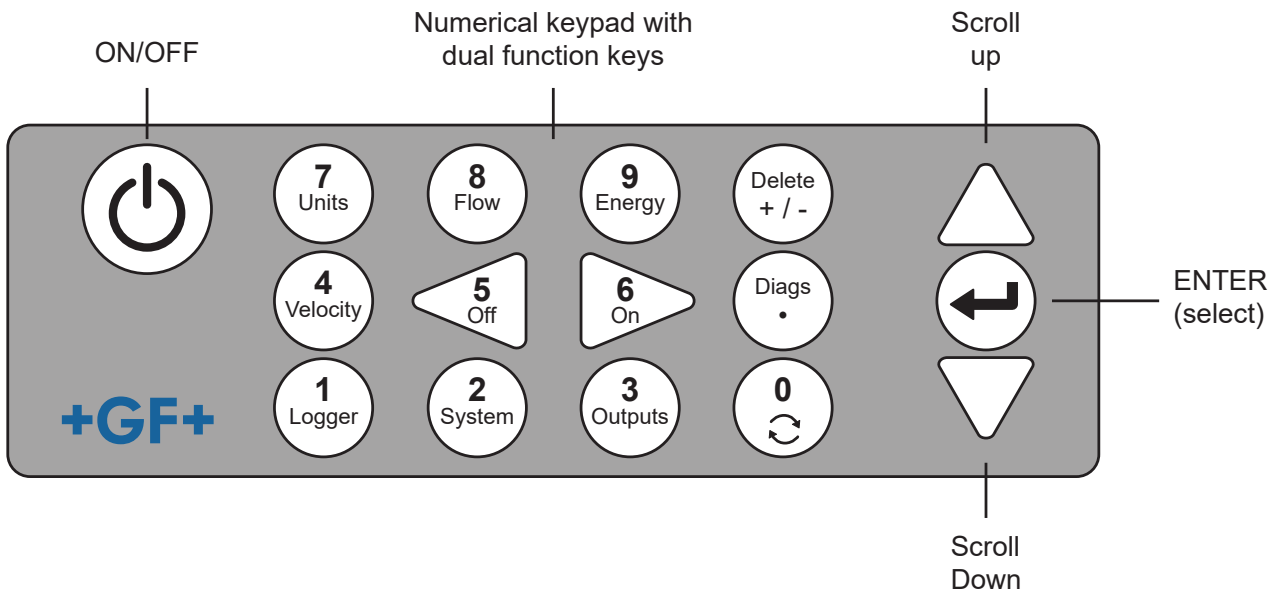 ON/OFF
Numerical keypad with
dual function keys
Scroll
up
7
Units
8
Flow
9
Energy
Delete
+ / -
4
Velocity
5
Off
6
On
Diags
•
ENTER
(select)
+GF+
1
Logger
2
System
3
Outputs
0
Scroll
Down